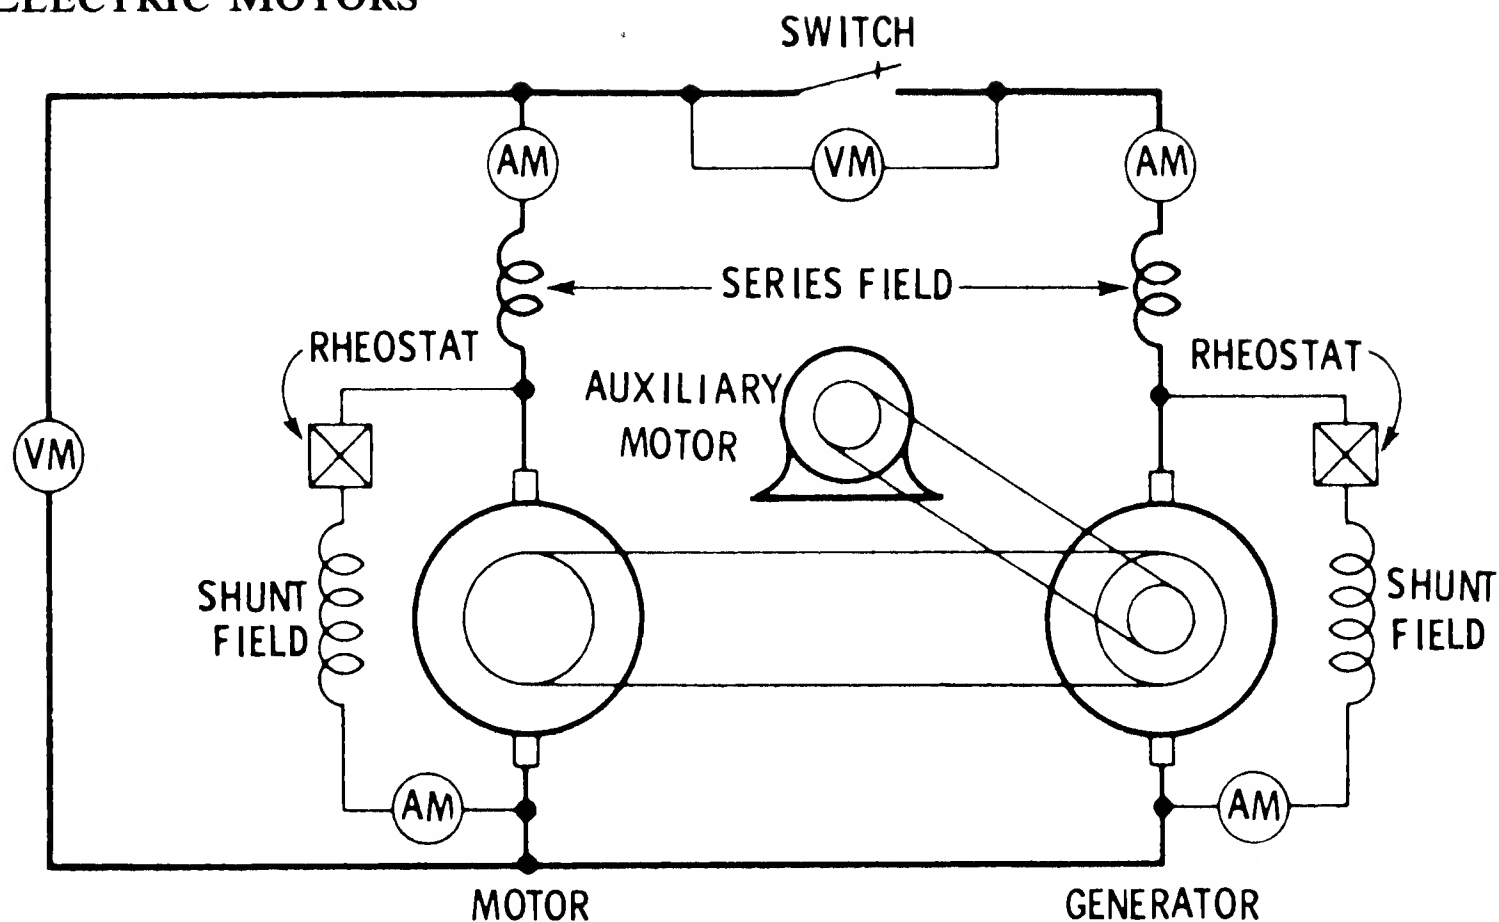 ELECTRIC MOTORS
SWITCH
AM
VM
AM
SERIES FIELD
RHEOSTAT
RHEOSTAT
AUXILIARY
MOTOR
VM
SHUNT
FIELD
SHUNT
FIELD
AM
AM
MOTOR
GENERATOR